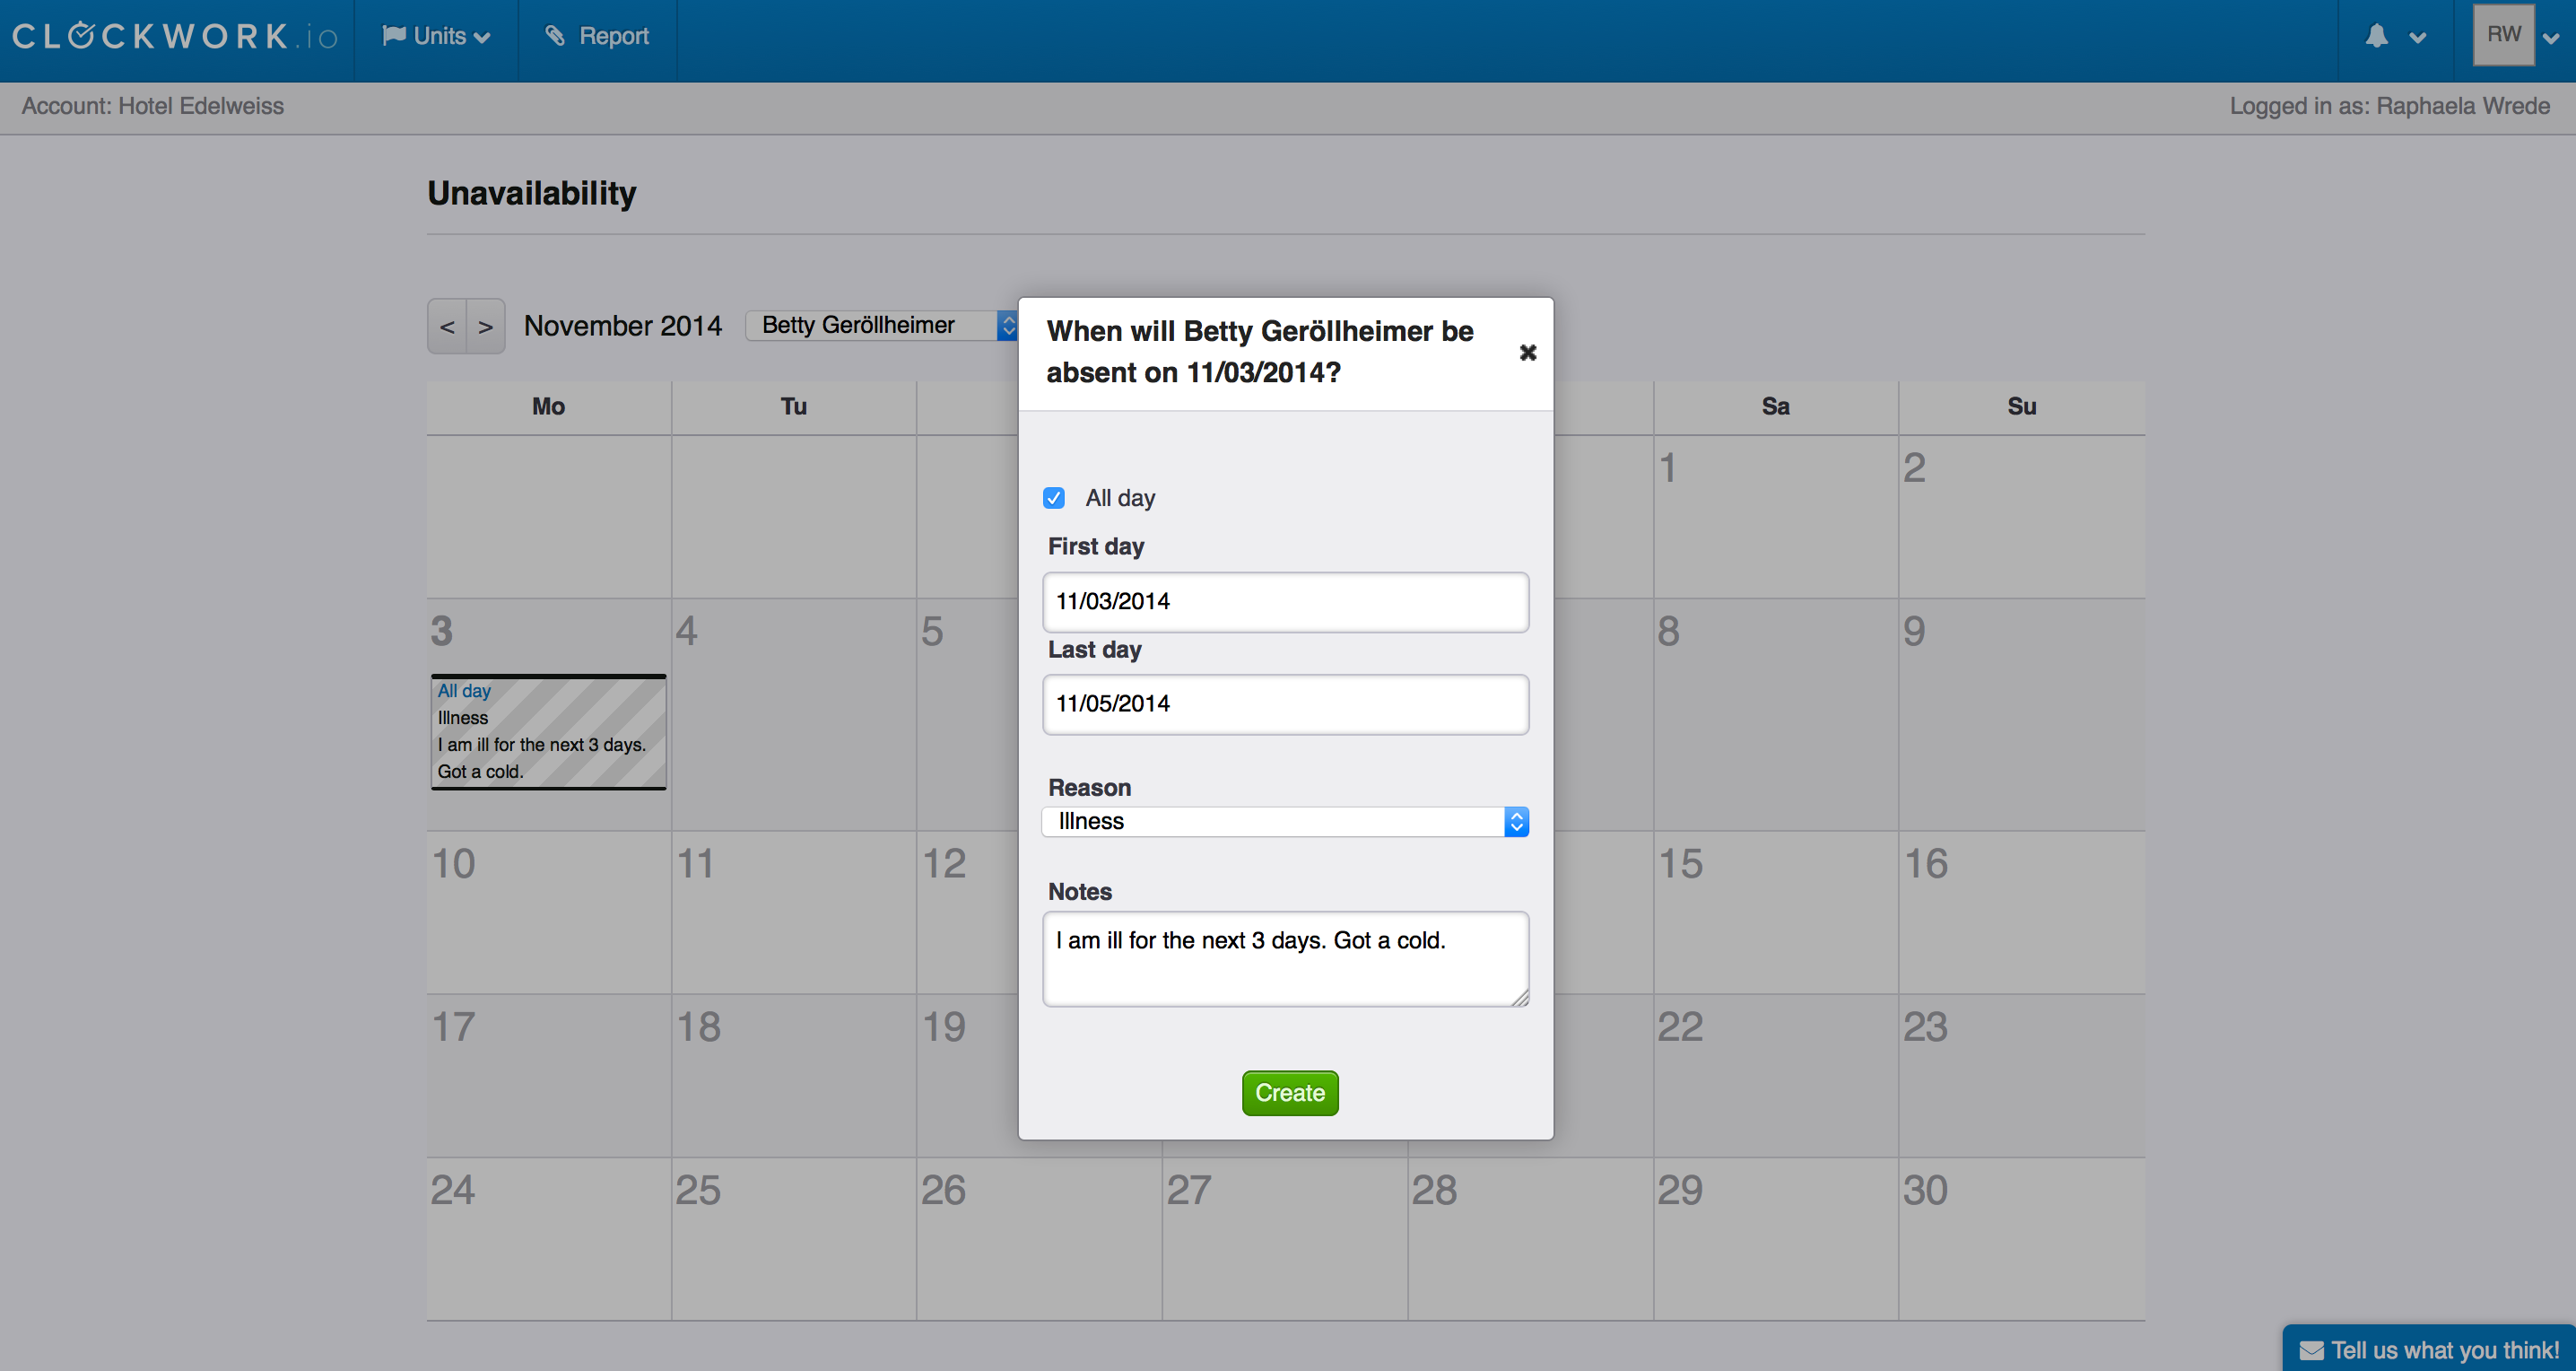 CLOCKWORK.io
Units
Report
RW
Account: Hotel Edelweiss
Logged in as: Raphaela Wrede
Unavailability
< > November 2014 Betty Geröllheimer
When will Betty Geröllheimer be
absent on 11/03/2014?
All day
First day
11/03/2014
Last day
11/05/2014
Reason
Illness
Notes
I am ill for the next 3 days. Got a cold.
Create
Mo Tu Sa Su
1 2
3 4 5 8 9
All day
Illness
I am ill for the next 3 days.
Got a cold.
10 11 12 15 16
17 18 19 22 23
24 25 26 27 28 29 30
Tell us what you think!